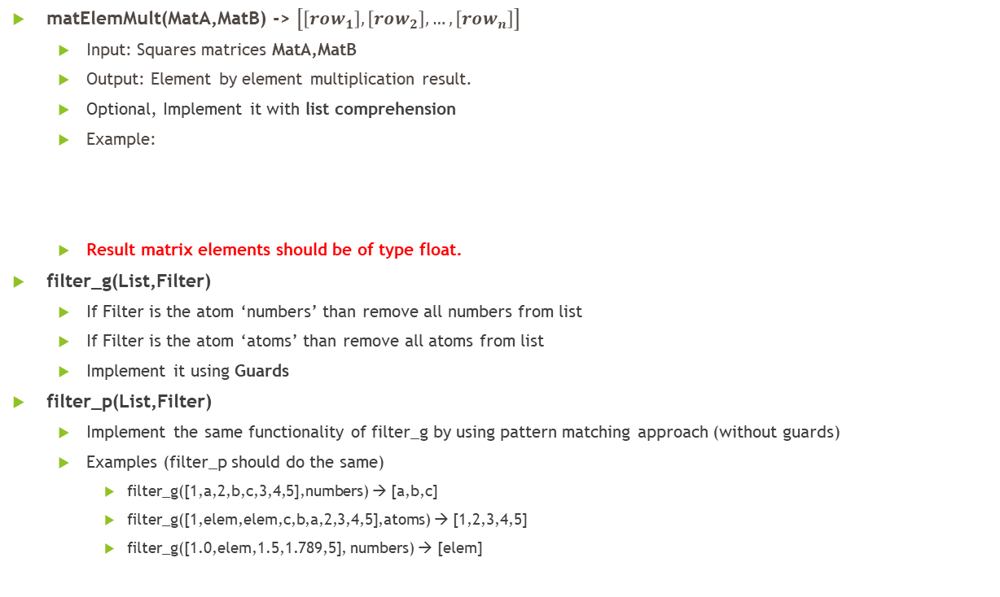 matElemMult(MatA,MatB) -> [[row₁],[row₂],…,[rowₙ]]
Input: Squares matrices MatA,MatB
Output: Element by element multiplication result.
Optional, Implement it with list comprehension
Example:
Result matrix elements should be of type float.
filter_g(List,Filter)
If Filter is the atom ‘numbers’ than remove all numbers from list
If Filter is the atom ‘atoms’ than remove all atoms from list
Implement it using Guards
filter_p(List,Filter)
Implement the same functionality of filter_g by using pattern matching approach (without guards)
Examples (filter_p should do the same)
filter_g([1,a,2,b,c,3,4,5],numbers) → [a,b,c]
filter_g([1,elem,elem,c,b,a,2,3,4,5],atoms) → [1,2,3,4,5]
filter_g([1.0,elem,1.5,1.789,5], numbers) → [elem]